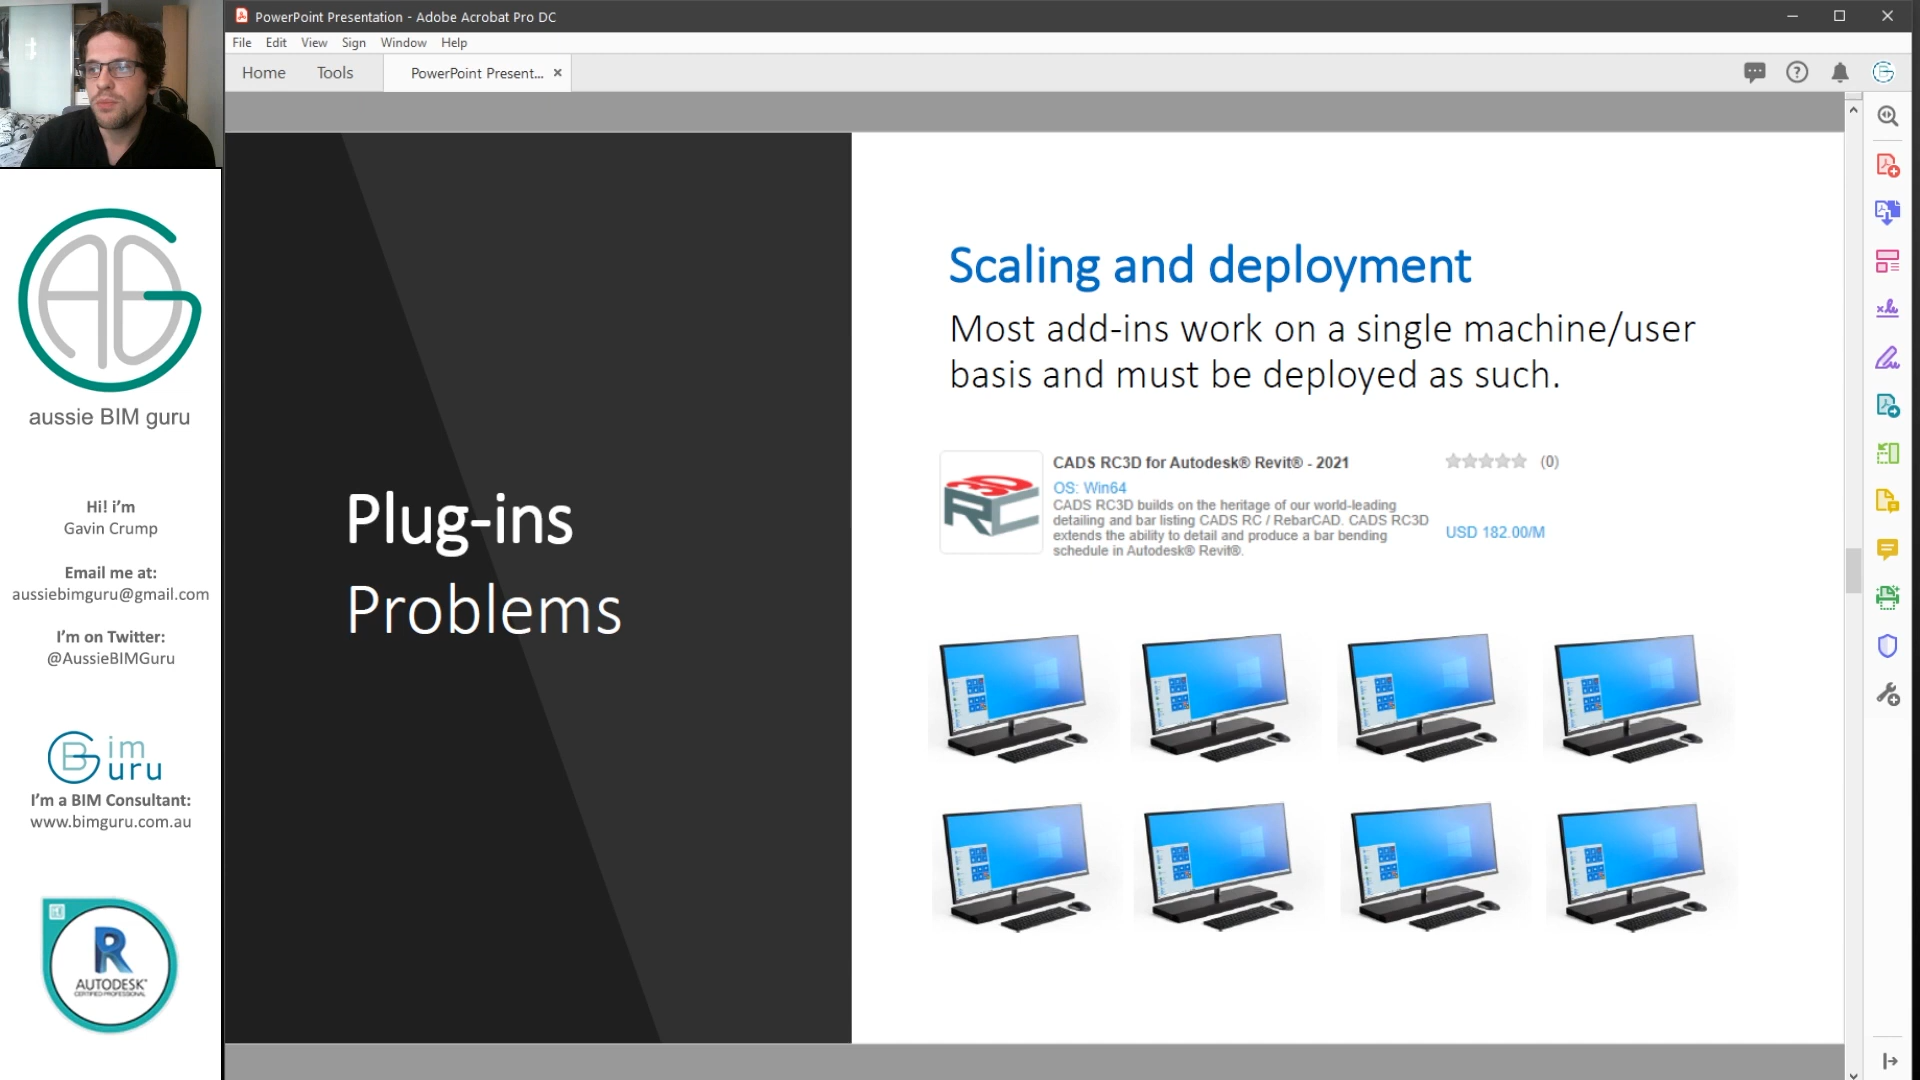 PowerPoint Presentation - Adobe Acrobat Pro DC
File Edit View Sign Window Help
Home Tools PowerPoint Present... ×
aussie BIM guru
Hi! i'm
Gavin Crump
Email me at:
aussiebimguru@gmail.com
I'm on Twitter:
@AussieBIMGuru
Bim
Guru
I'm a BIM Consultant:
www.bimguru.com.au
R
AUTODESK
CERTIFIED PROFESSIONAL
Plug-ins
Problems
Scaling and deployment
Most add-ins work on a single machine/user
basis and must be deployed as such.
RC3D
CADS RC3D for Autodesk® Revit® - 2021
(0)
OS: Win64
CADS RC3D builds on the heritage of our world-leading
detailing and bar listing CADS RC / RebarCAD. CADS RC3D
extends the ability to detail and produce a bar bending
schedule in Autodesk® Revit®.
USD 182.00/M